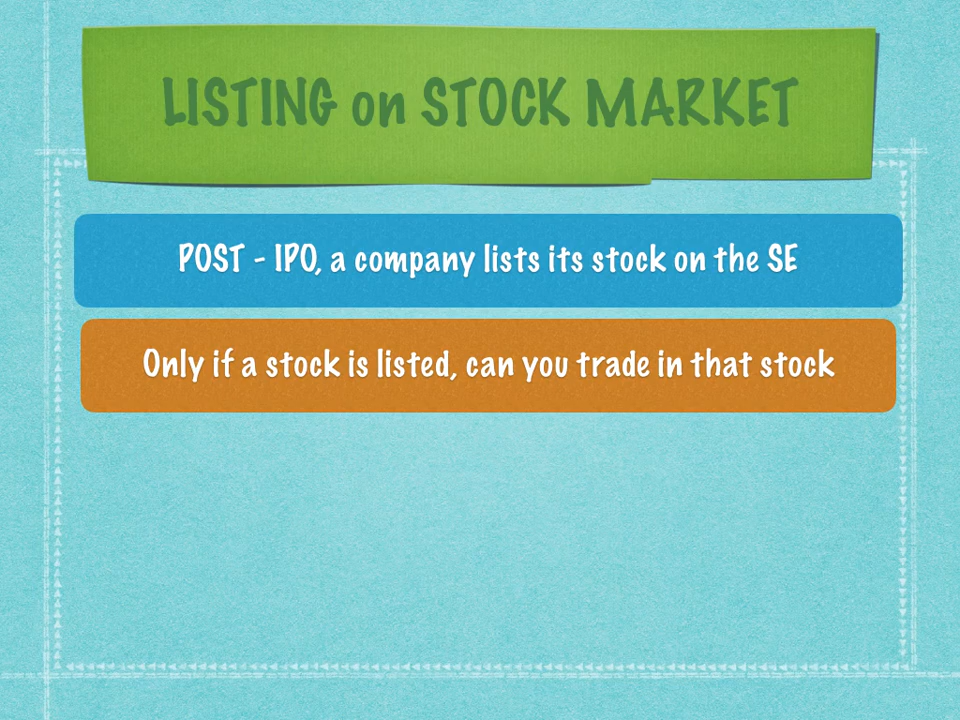 LISTING on STOCK MARKET
POST - IPO, a company lists its stock on the SE
Only if a stock is listed, can you trade in that stock